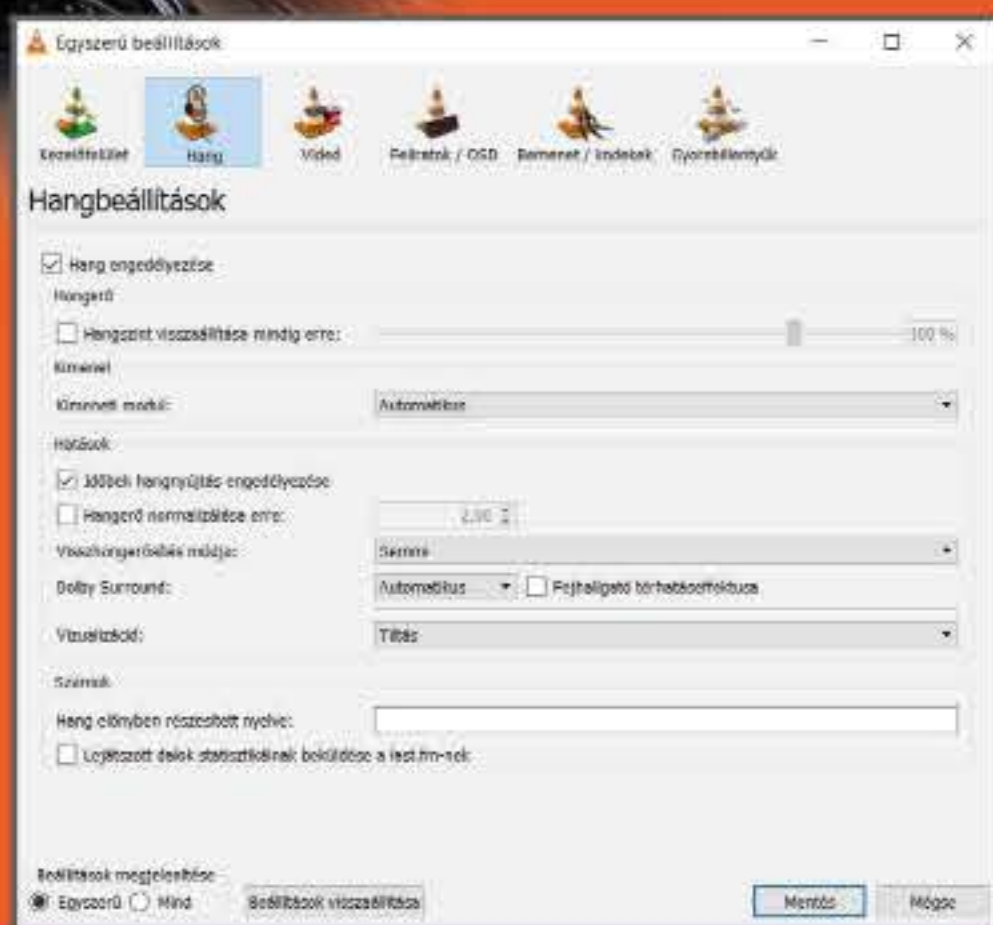 Egyszerű beállítások
Kezelőfelület Hang Videó Feliratok / OSD Bemenet / kodekek Gyorsbillentyűk
Hangbeállítások
Hang engedélyezése
Hangerő
Hangszint visszaállítása mindig erre: 100 %
Kimenet
Kimeneti modul: Automatikus
Hatások
Időbeli hangnyújtás engedélyezése
Hangerő normalizálása erre: 2,00
Visszhangerősítés módja: Semmi
Dolby Surround: Automatikus Fejhallgató térhatáseffektusa
Vizualizáció: Tiltás
Számok
Hang előnyben részesített nyelve:
Lejátszott dalok statisztikáinak beküldése a last.fm-nek
Beállítások megjelenítése
Egyszerű Mind Beállítások visszaállítása Mentés Mégse